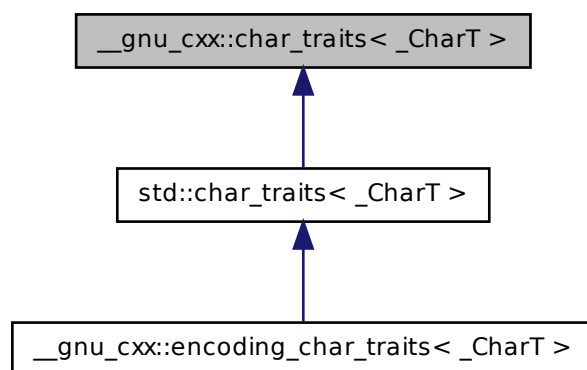 __gnu_cxx::char_traits< _CharT >
std::char_traits< _CharT >
__gnu_cxx::encoding_char_traits< _CharT >